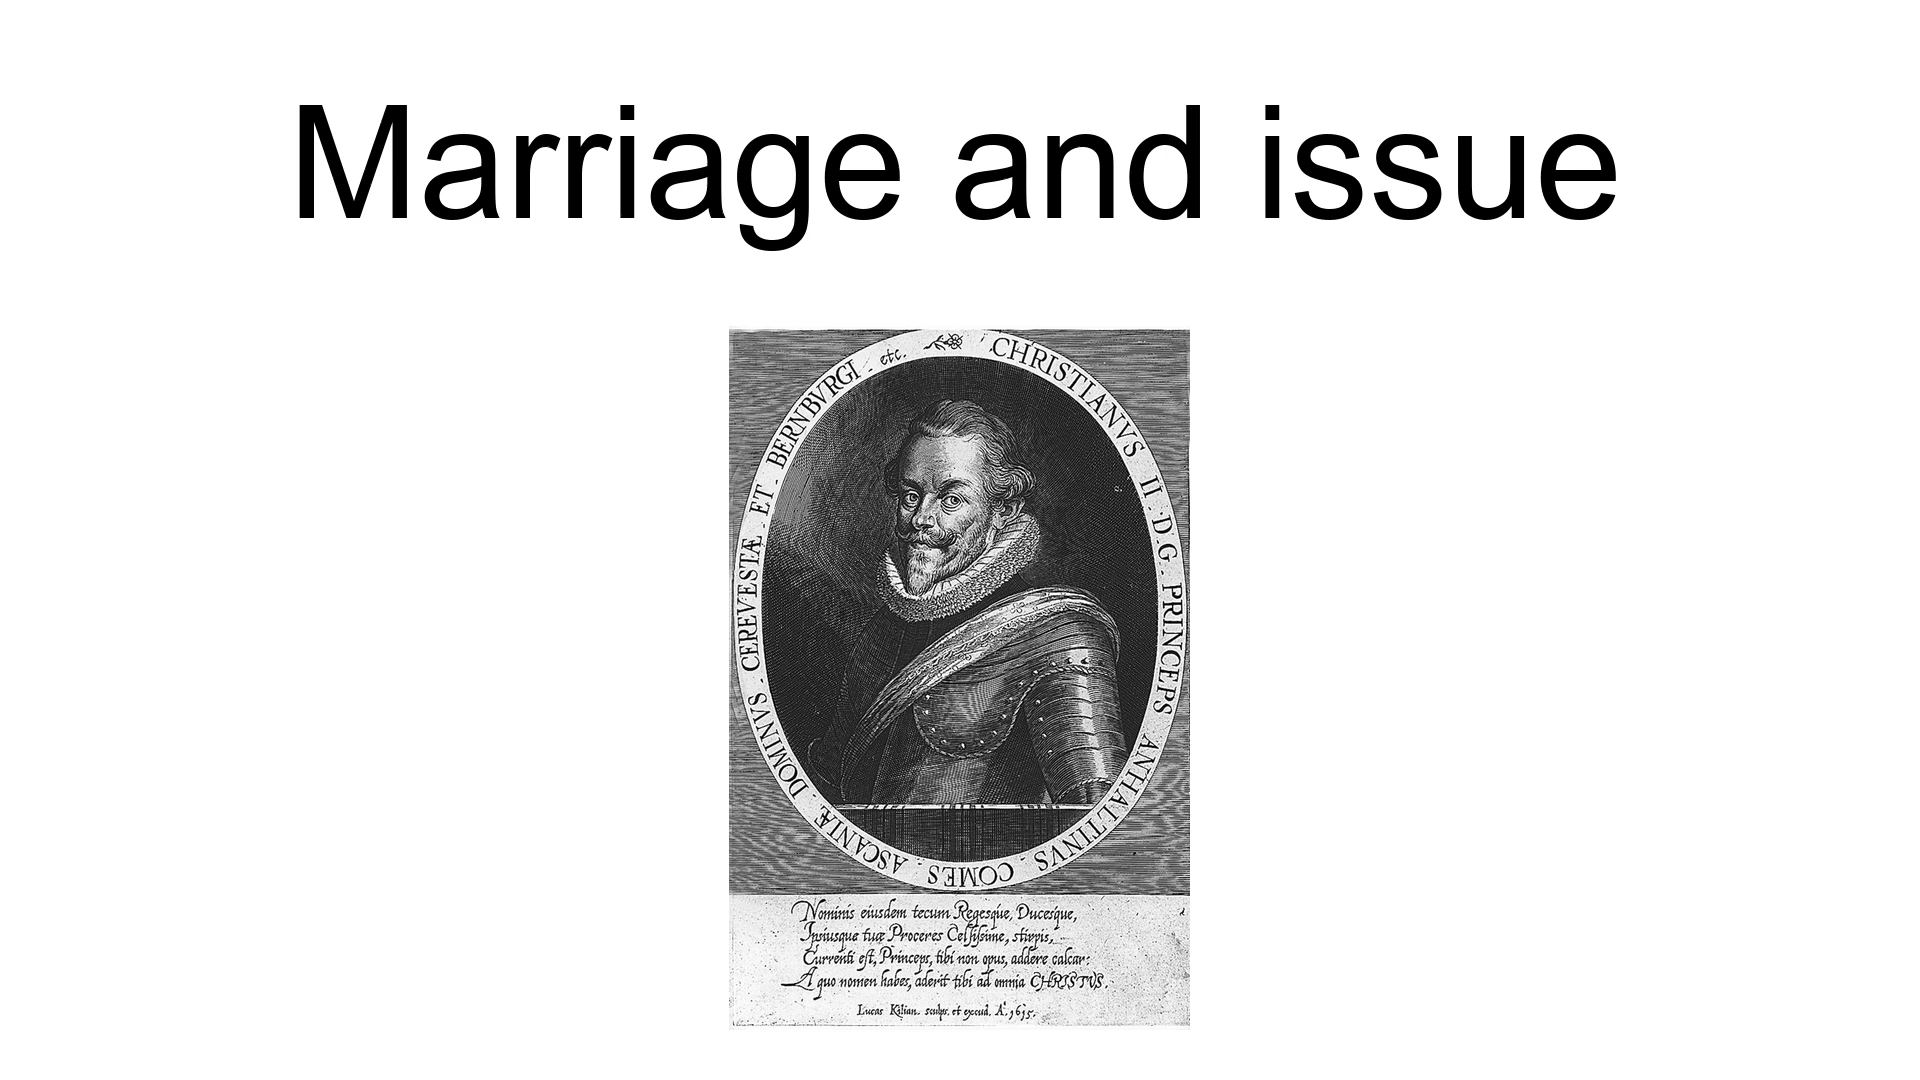 Marriage and issue
CHRISTIANVS II D.G. PRINCEPS ANHALTINVS COMES ASCANIÆ DOMINVS CEREVESTÆ ET BERNBVRGI etc.
Nominis eiusdem tecum Regesque, Ducesque,
Ipsiusque tuæ Proceres Celsissime, stirpis,
Currenti est, Princeps, tibi non opus, addere calcar:
A quo nomen habes, aderit tibi ad omnia CHRISTVS.
Lucas Kilian. sculps. et excud. A.º 1615.